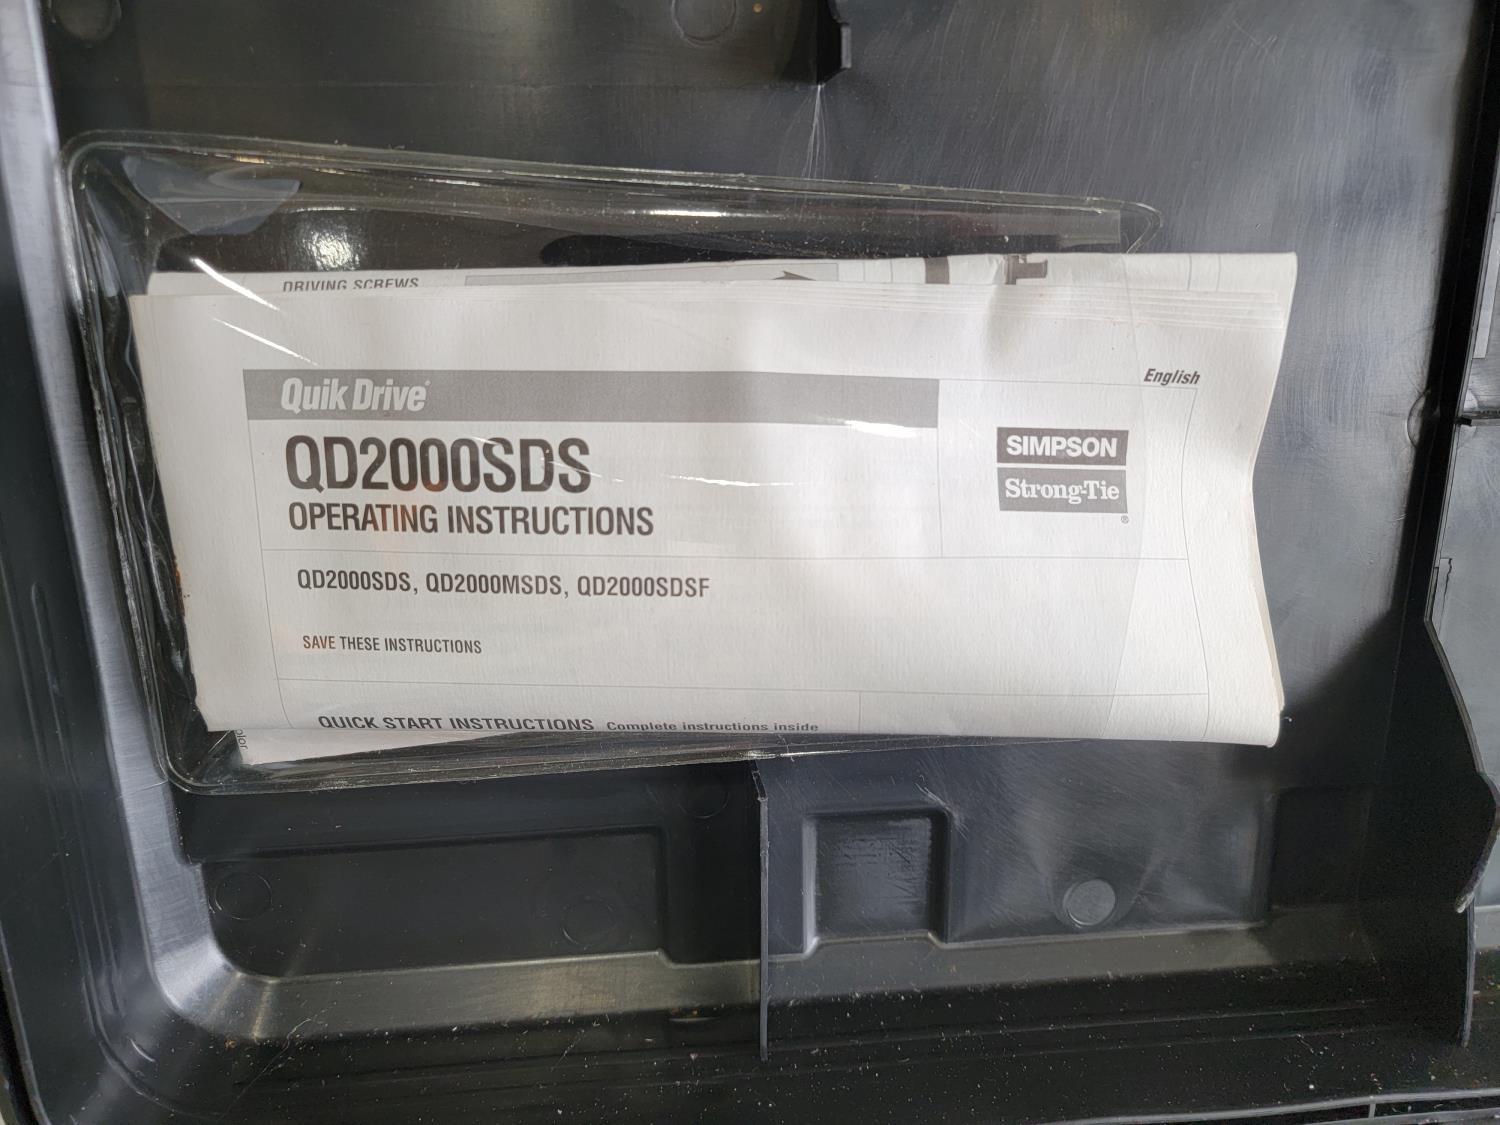 DRIVING SCREWS
English
Quik Drive®
SIMPSON
Strong-Tie
®
QD2000SDS
OPERATING INSTRUCTIONS
QD2000SDS, QD2000MSDS, QD2000SDSF
SAVE THESE INSTRUCTIONS
QUICK START INSTRUCTIONS Complete instructions inside